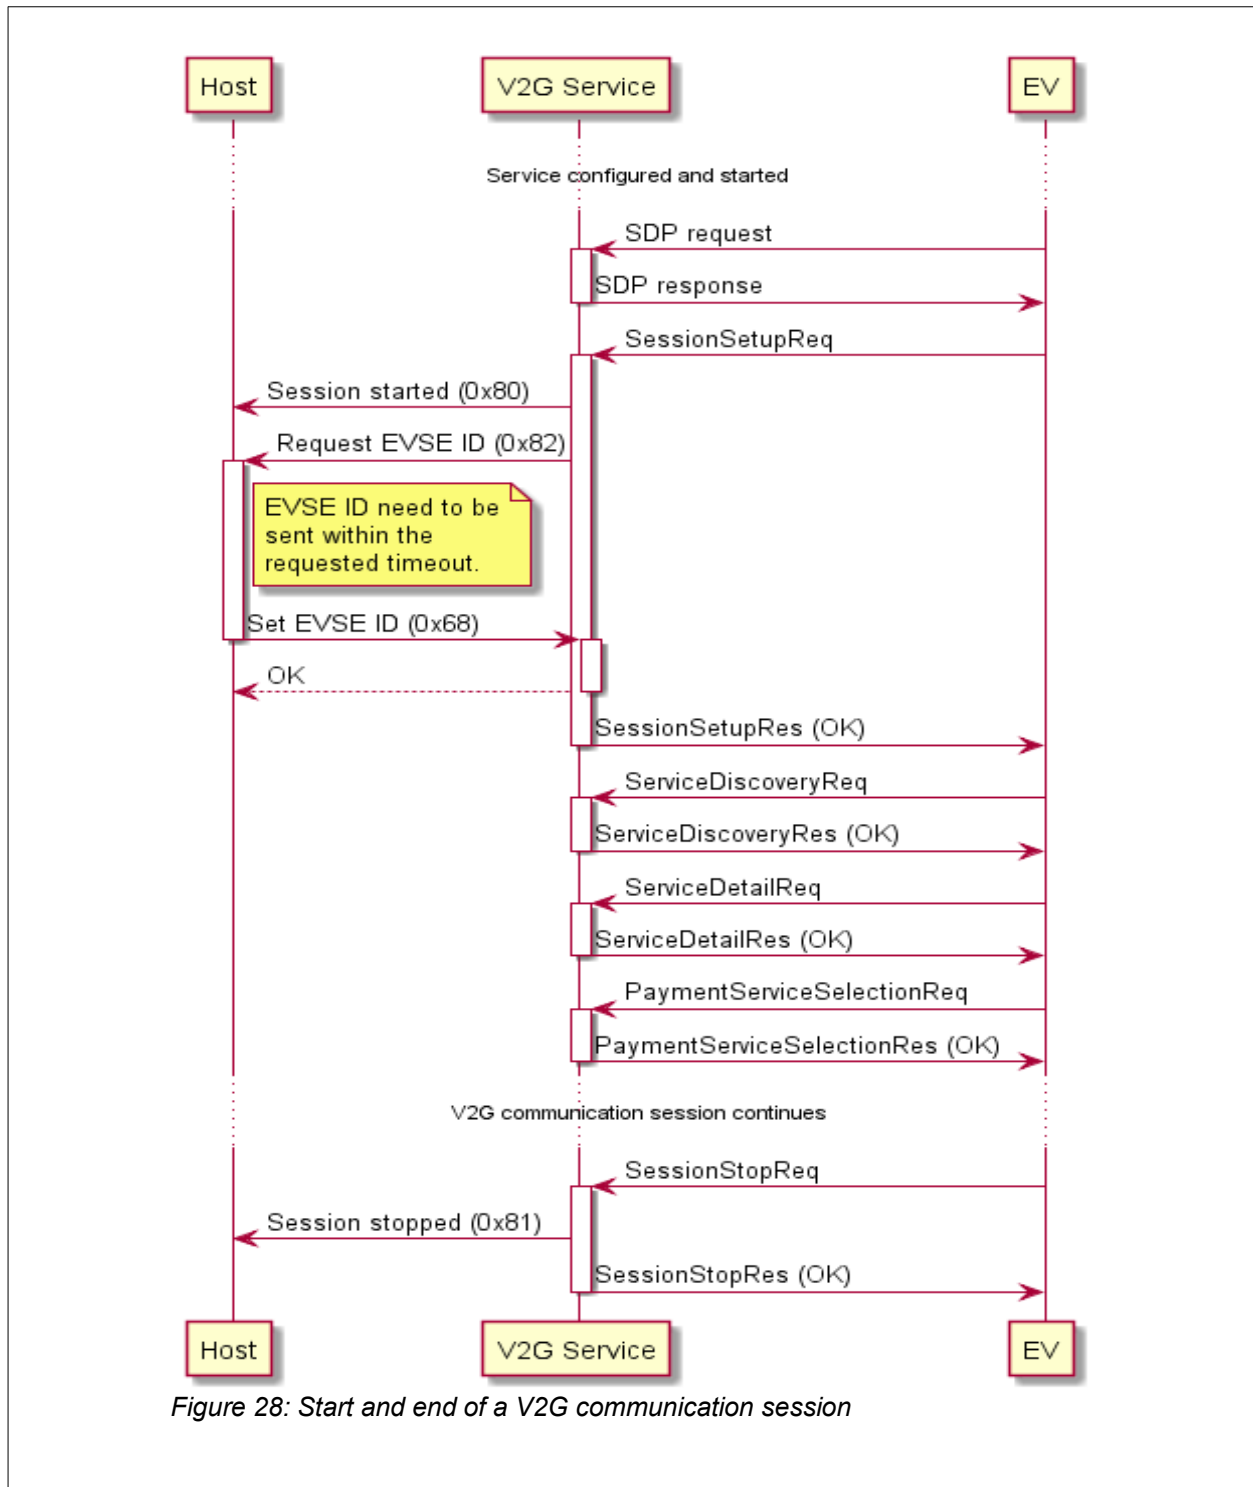 Host
V2G Service
EV
Service configured and started
SDP request
SDP response
SessionSetupReq
Session started (0x80)
Request EVSE ID (0x82)
EVSE ID need to be
sent within the
requested timeout.
Set EVSE ID (0x68)
OK
SessionSetupRes (OK)
ServiceDiscoveryReq
ServiceDiscoveryRes (OK)
ServiceDetailReq
ServiceDetailRes (OK)
PaymentServiceSelectionReq
PaymentServiceSelectionRes (OK)
V2G communication session continues
SessionStopReq
Session stopped (0x81)
SessionStopRes (OK)
Host
V2G Service
EV
Figure 28: Start and end of a V2G communication session